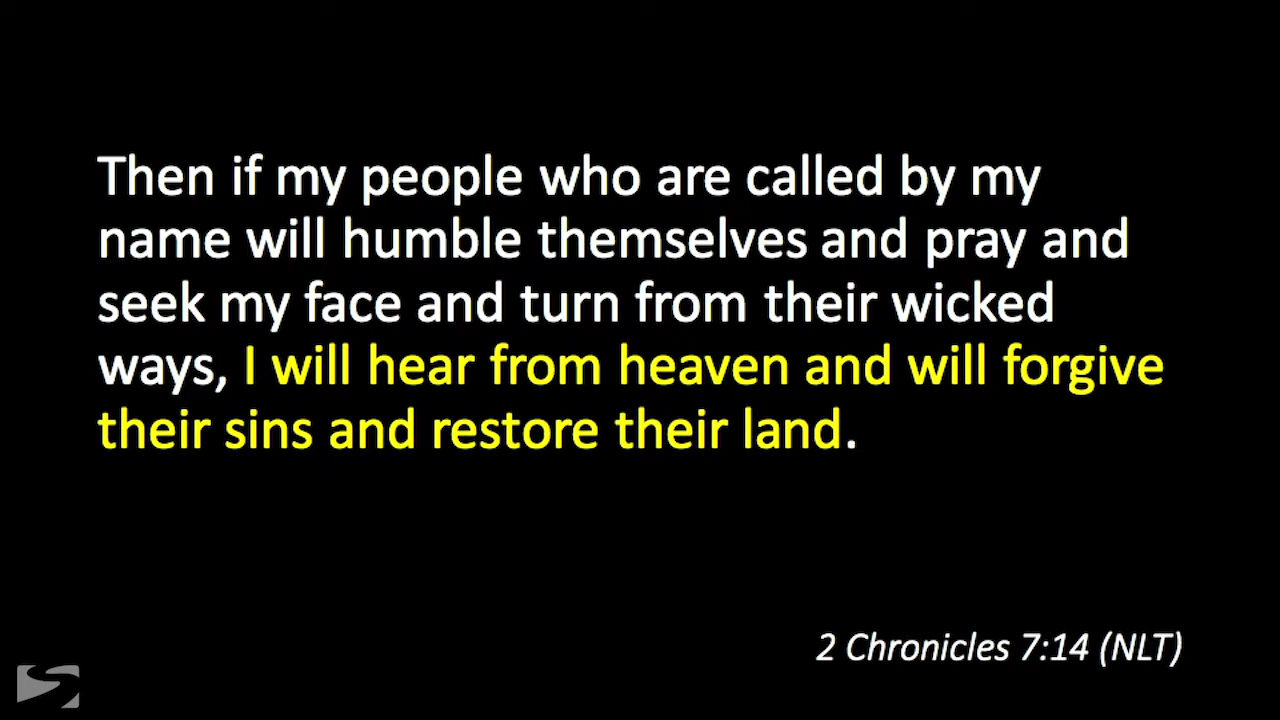 Then if my people who are called by my
name will humble themselves and pray and
seek my face and turn from their wicked
ways, I will hear from heaven and will forgive
their sins and restore their land.
2 Chronicles 7:14 (NLT)